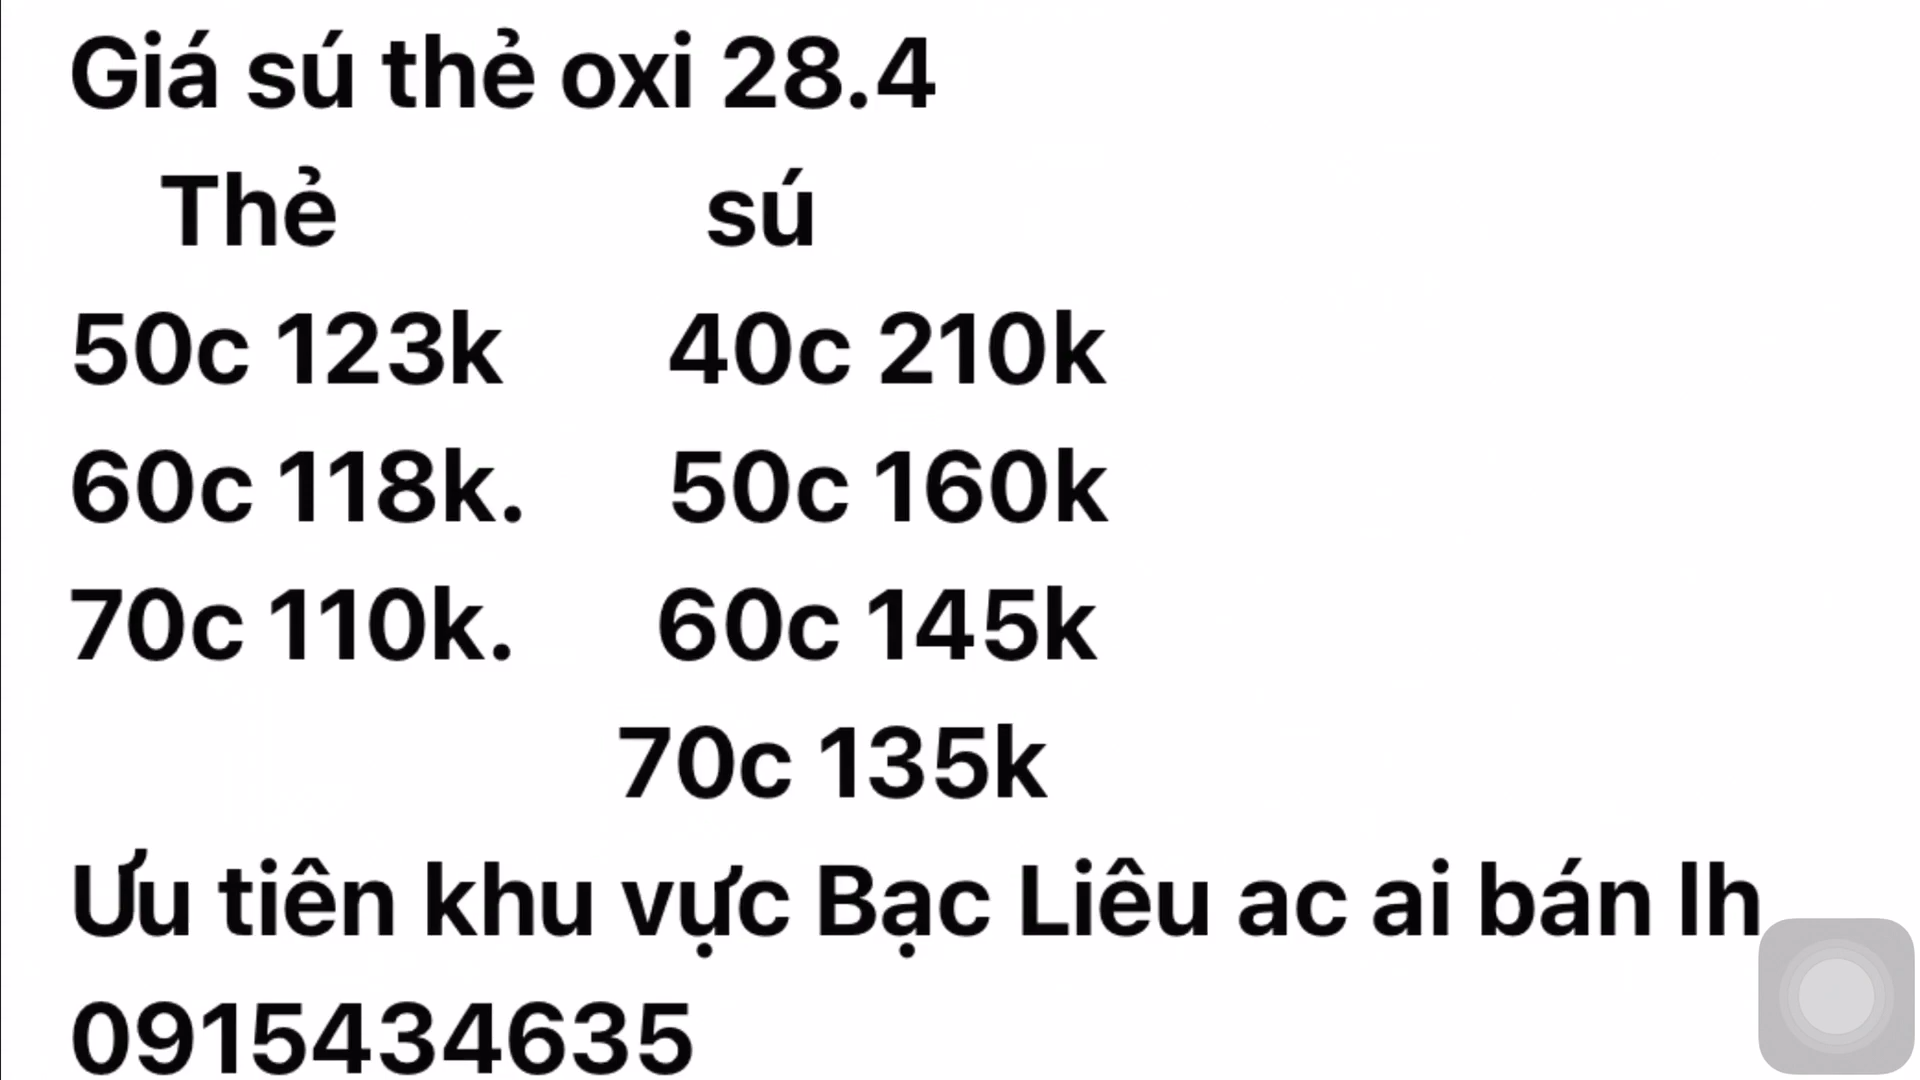 Giá sú thẻ oxi 28.4
Thẻ sú
50c 123k 40c 210k
60c 118k. 50c 160k
70c 110k. 60c 145k
70c 135k
Ưu tiên khu vực Bạc Liêu ac ai bán lh
0915434635